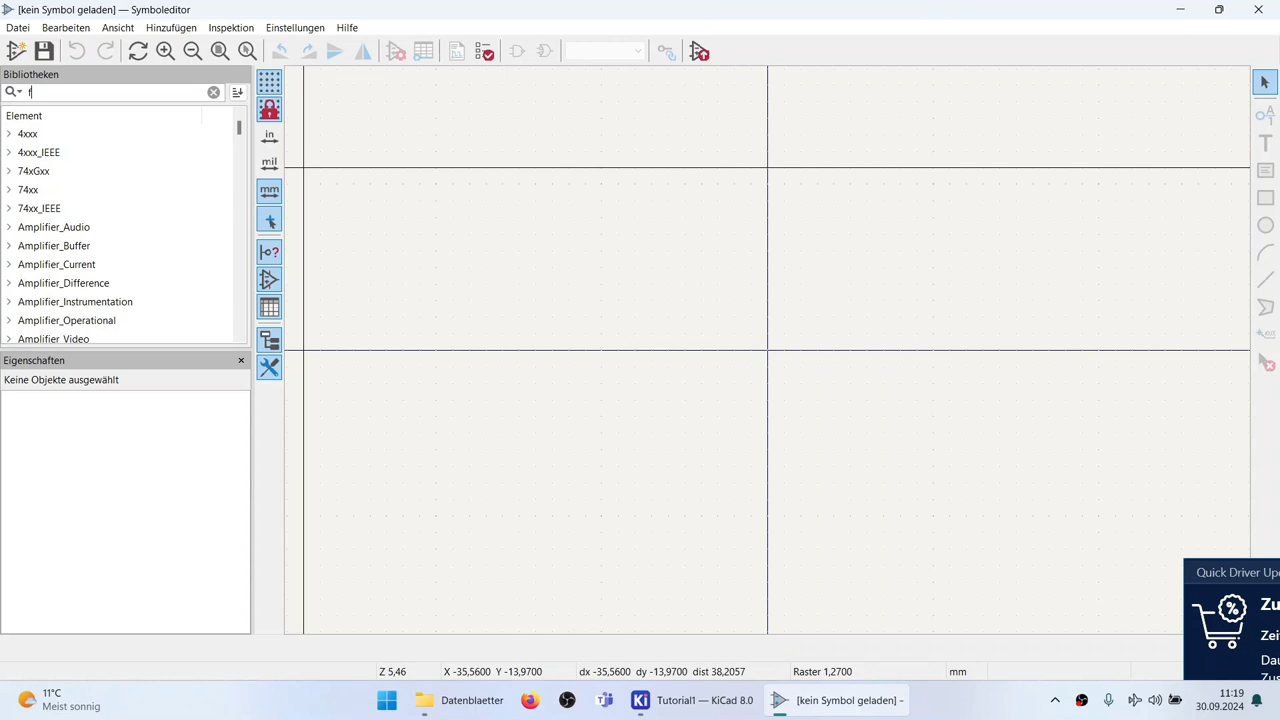 [kein Symbol geladen] — Symboleditor
Datei Bearbeiten Ansicht Hinzufügen Inspektion Einstellungen Hilfe
Bibliotheken
f
Element
4xxx
4xxx_IEEE
74xGxx
74xx
74xx_IEEE
Amplifier_Audio
Amplifier_Buffer
Amplifier_Current
Amplifier_Difference
Amplifier_Instrumentation
Amplifier_Operational
Amplifier_Video
in
mil
mm
Eigenschaften
Keine Objekte ausgewählt
Quick Driver Up
Zu
Zei
Dau
Zus
Z 5,46 X -35,5600 Y -13,9700 dx -35,5600 dy -13,9700 dist 38,2057 Raster 1,2700 mm
11°C
Meist sonnig
Datenblaetter
Tutorial1 — KiCad 8.0
[kein Symbol geladen] –
11:19
30.09.2024